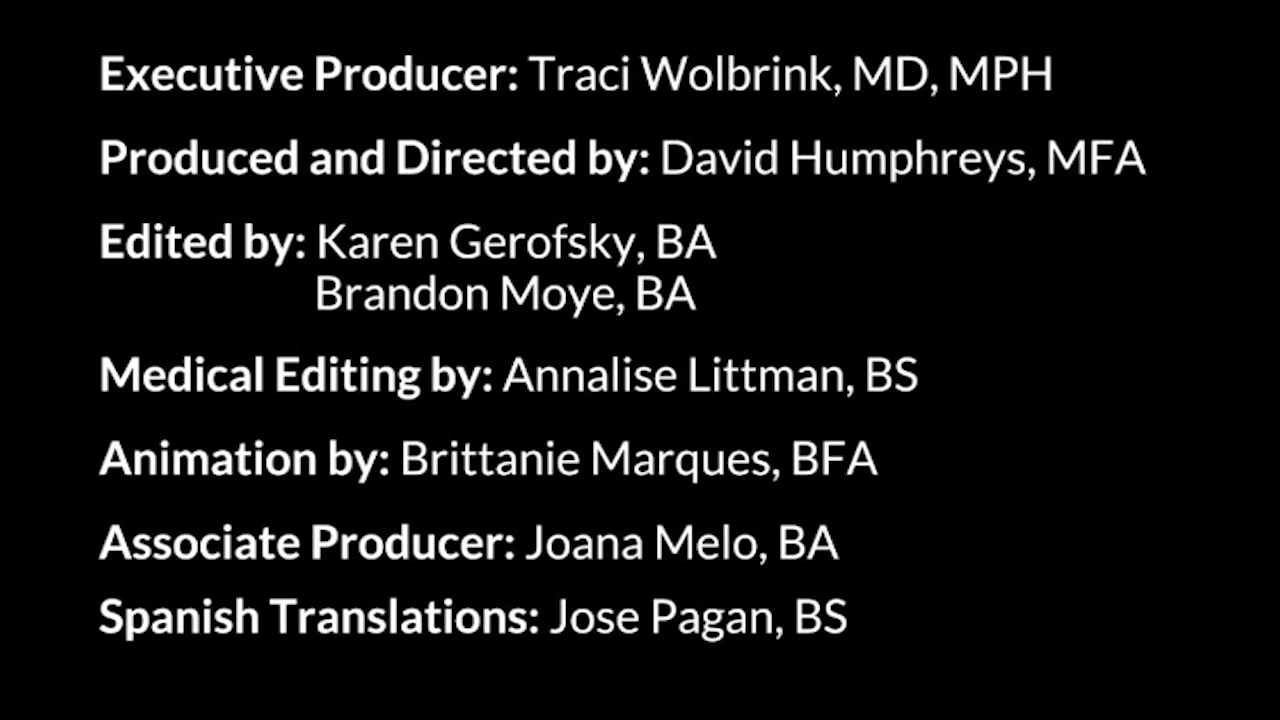 Executive Producer: Traci Wolbrink, MD, MPH
Produced and Directed by: David Humphreys, MFA
Edited by: Karen Gerofsky, BA
Brandon Moye, BA
Medical Editing by: Annalise Littman, BS
Animation by: Brittanie Marques, BFA
Associate Producer: Joana Melo, BA
Spanish Translations: Jose Pagan, BS